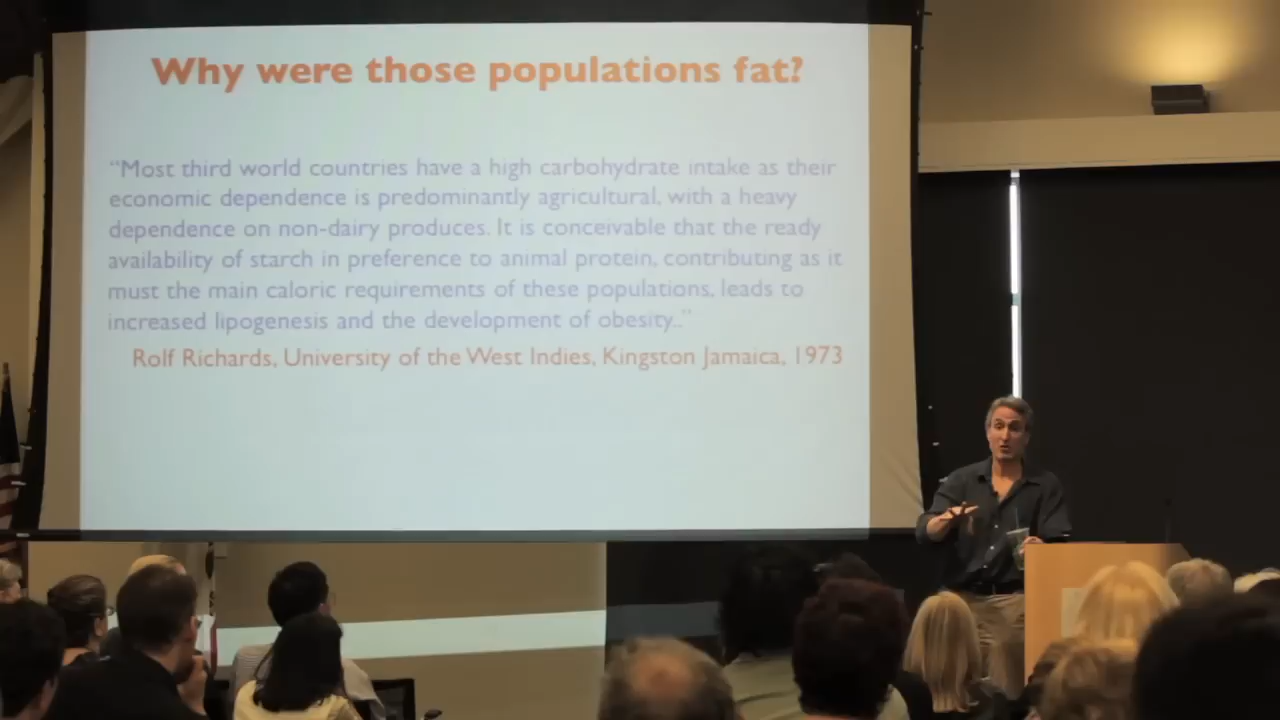 Why were those populations fat?
“Most third world countries have a high carbohydrate intake as their
economic dependence is predominantly agricultural, with a heavy
dependence on non-dairy produces. It is conceivable that the ready
availability of starch in preference to animal protein, contributing as it
must the main caloric requirements of these populations, leads to
increased lipogenesis and the development of obesity..”
Rolf Richards, University of the West Indies, Kingston Jamaica, 1973